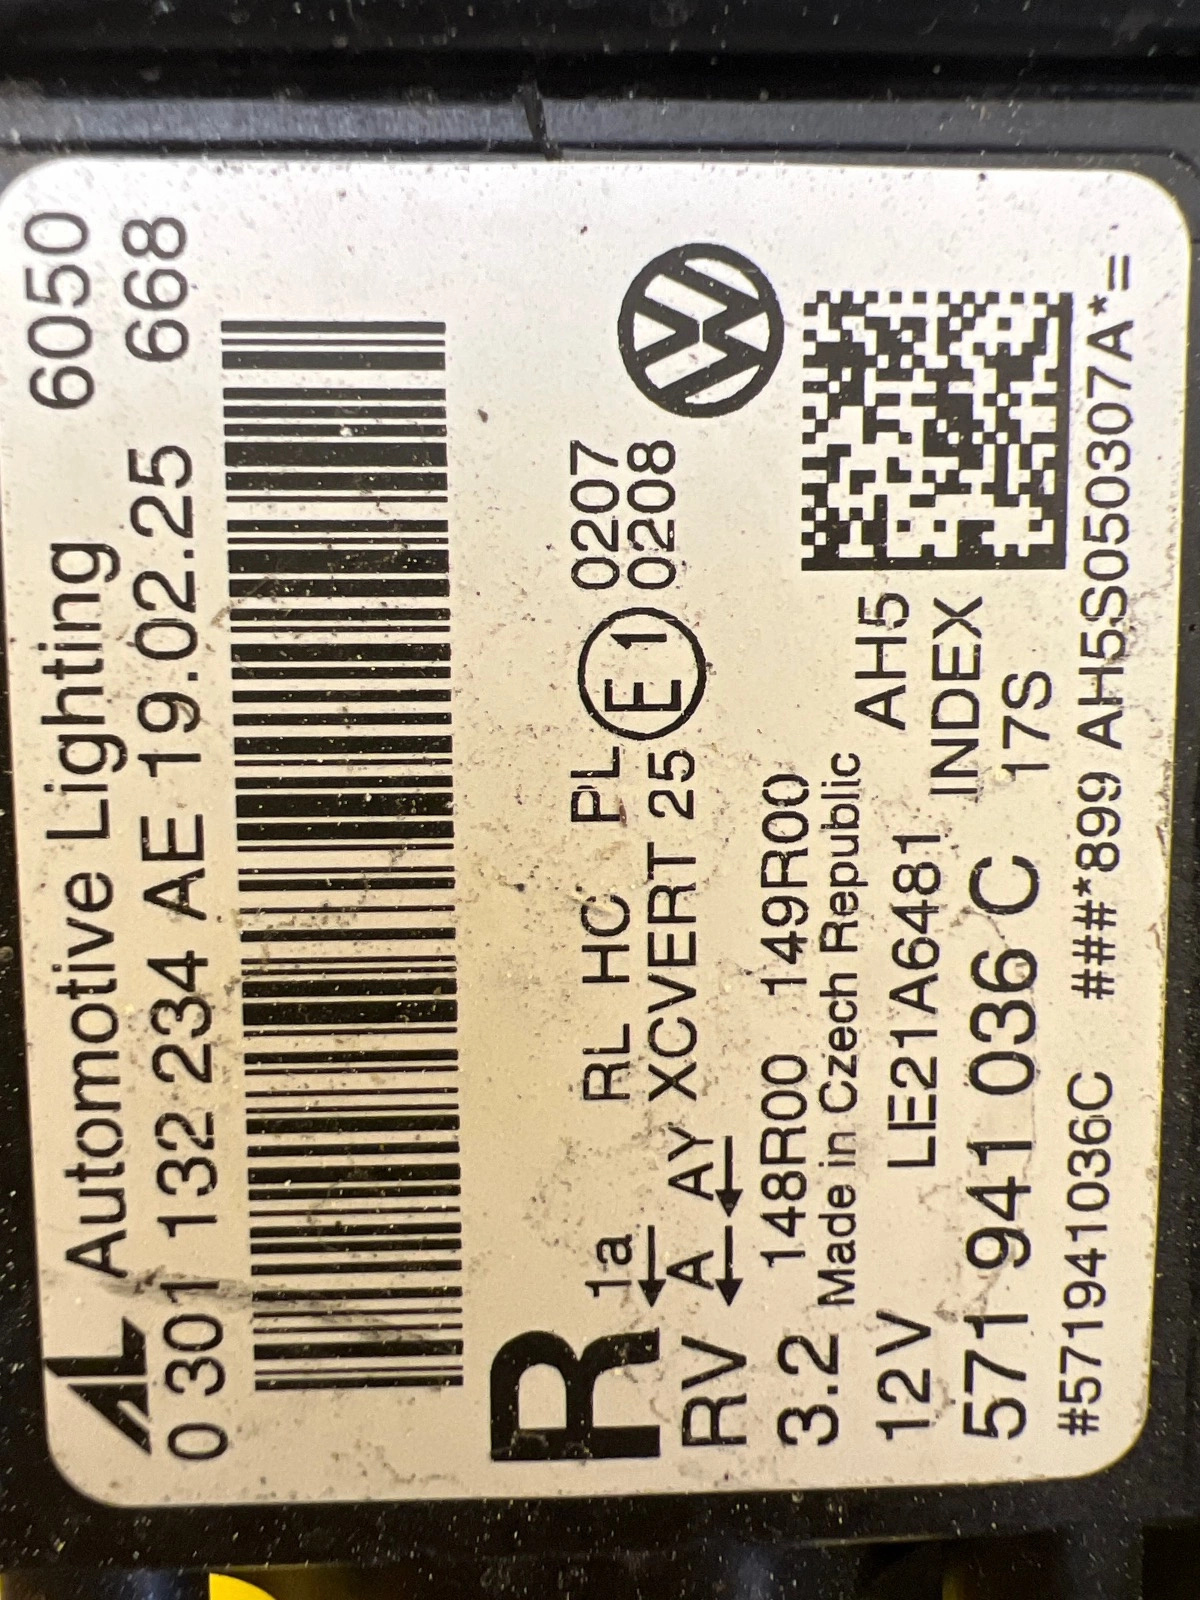 AL Automotive Lighting 6050
0 301 132 234 AE 19.02.25 668
R 1a RL HC PL 0207
RV A AY XCVERT 25 E1 0208
3.2 148R00 149R00
Made in Czech Republic
12V LE21A6481 AH5
INDEX
571 941 036 C 17S
#571941036C ###*899 AH5S050307A*=